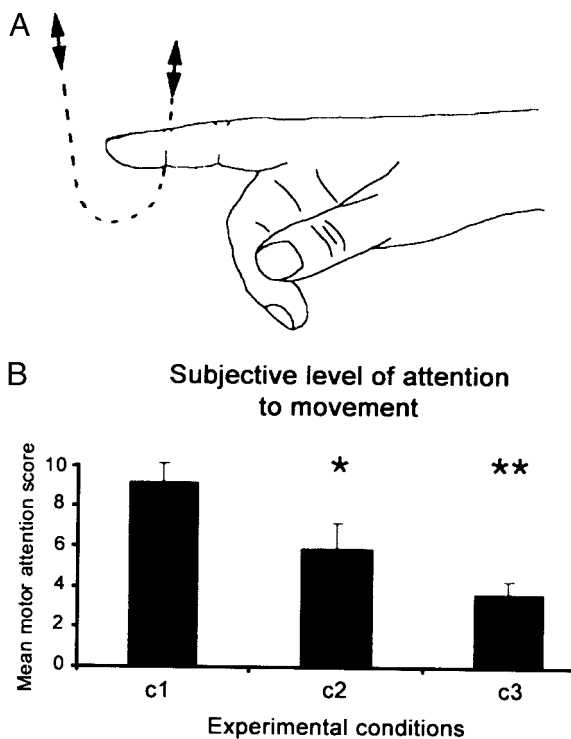 A
B
Subjective level of attention
to movement
Mean motor attention score
10
8
6
4
2
0
*
**
c1
c2
c3
Experimental conditions